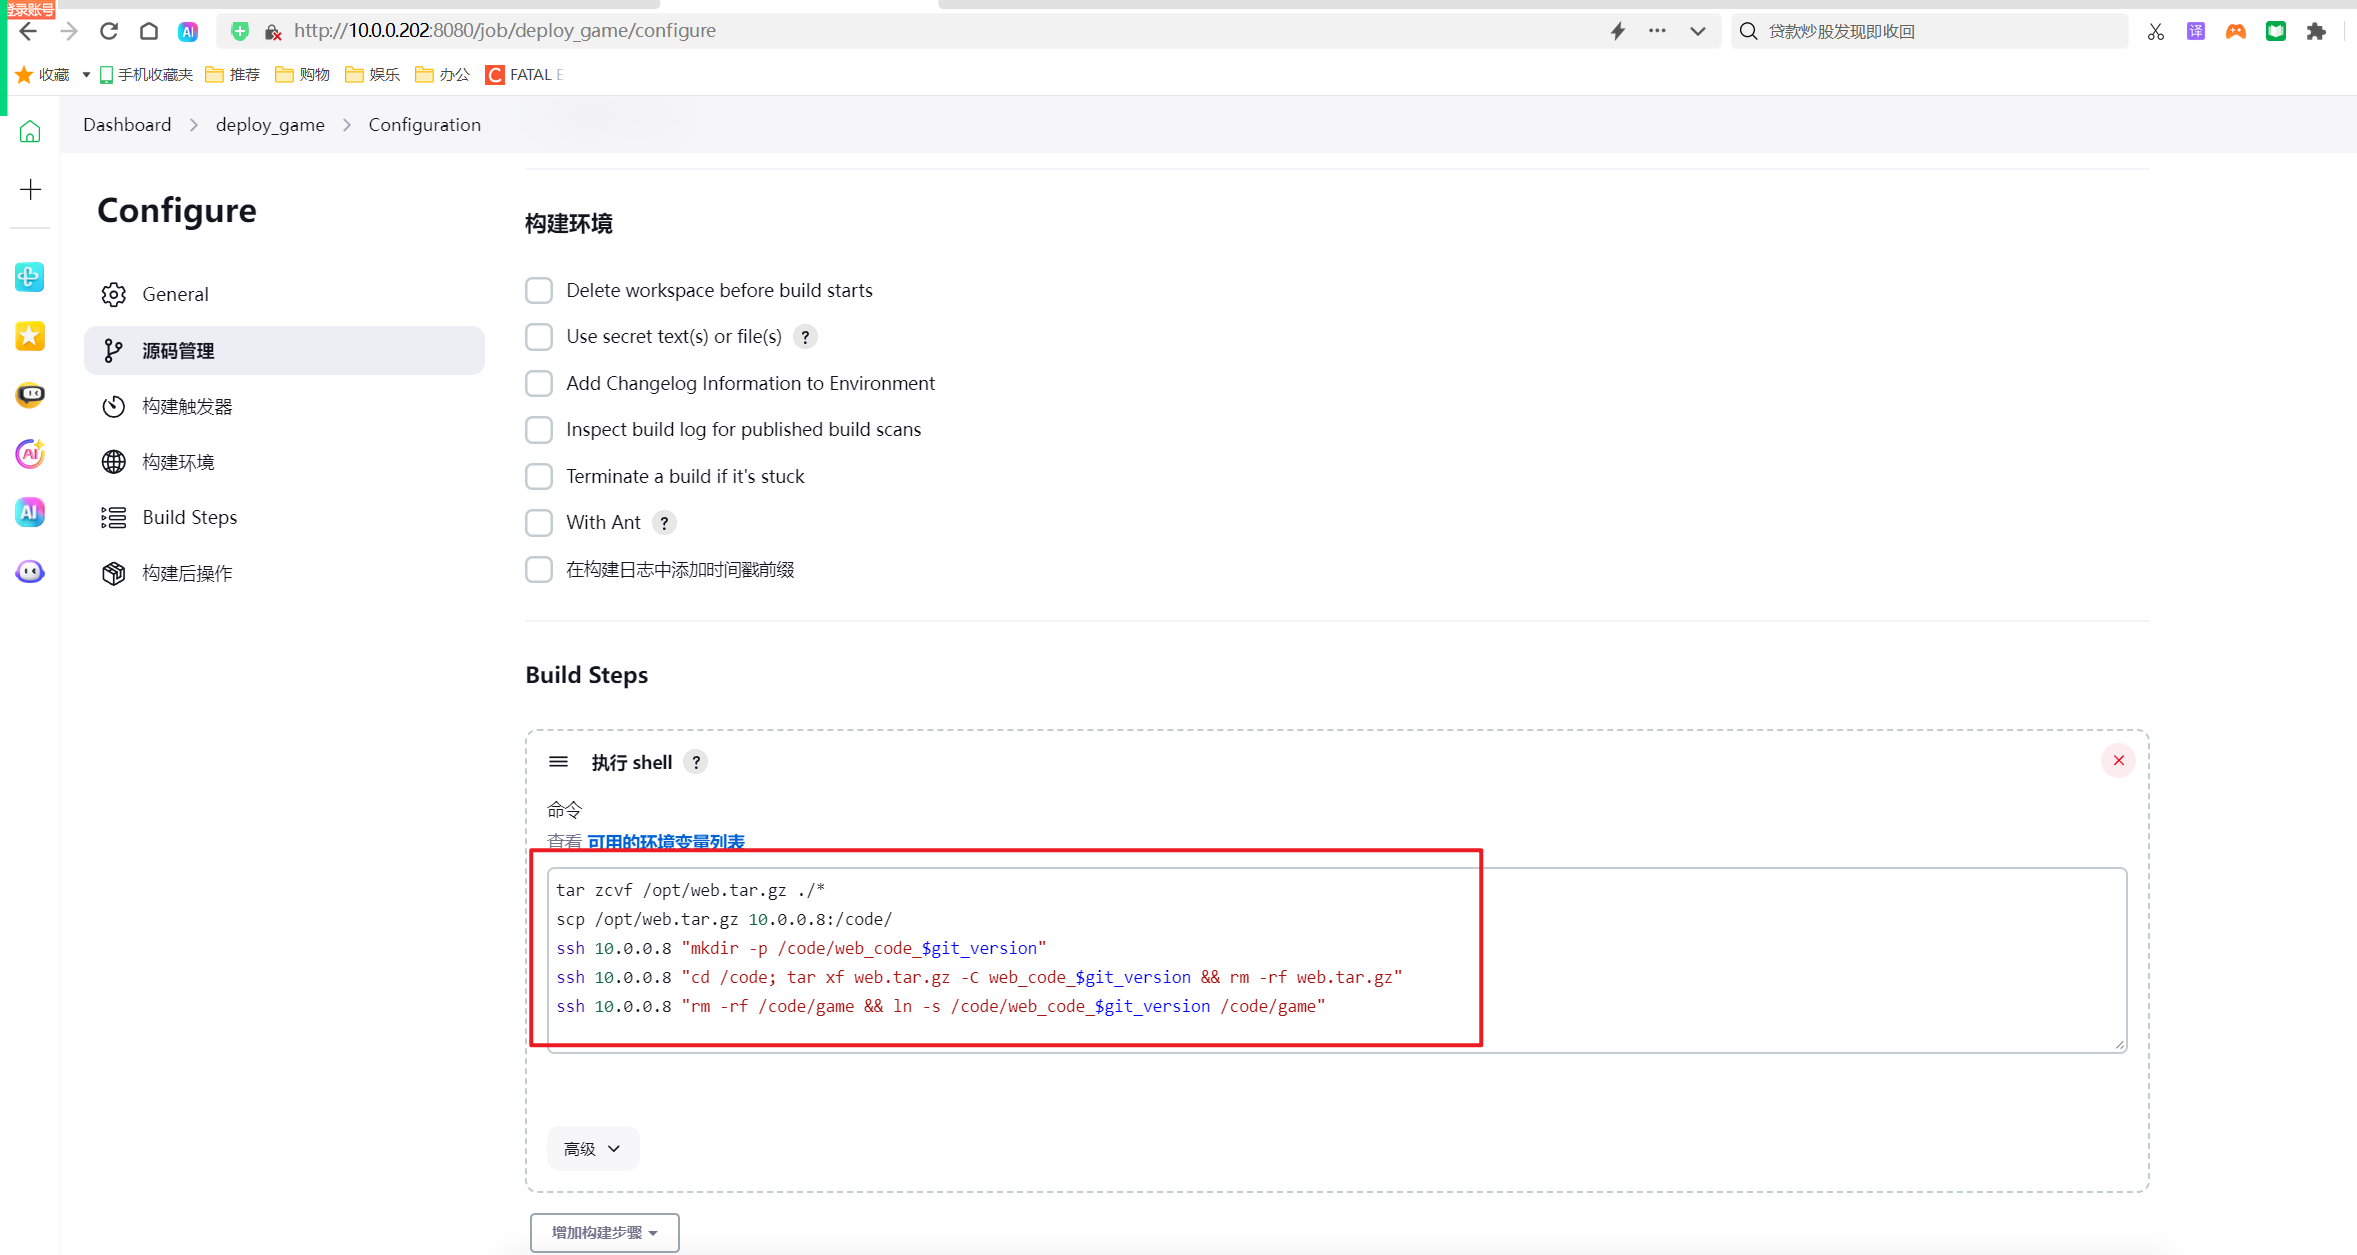 登录账号
http://10.0.0.202:8080/job/deploy_game/configure
贷款炒股发现即收回
收藏 手机收藏夹 推荐 购物 娱乐 办公 FATAL E
Dashboard > deploy_game > Configuration
Configure
General
源码管理
构建触发器
构建环境
Build Steps
构建后操作
构建环境
Delete workspace before build starts
Use secret text(s) or file(s) ?
Add Changelog Information to Environment
Inspect build log for published build scans
Terminate a build if it's stuck
With Ant ?
在构建日志中添加时间戳前缀
Build Steps
执行 shell ?
命令
查看 可用的环境变量列表
tar zcvf /opt/web.tar.gz ./*
scp /opt/web.tar.gz 10.0.0.8:/code/
ssh 10.0.0.8 "mkdir -p /code/web_code_$git_version"
ssh 10.0.0.8 "cd /code; tar xf web.tar.gz -C web_code_$git_version && rm -rf web.tar.gz"
ssh 10.0.0.8 "rm -rf /code/game && ln -s /code/web_code_$git_version /code/game"
高级
增加构建步骤